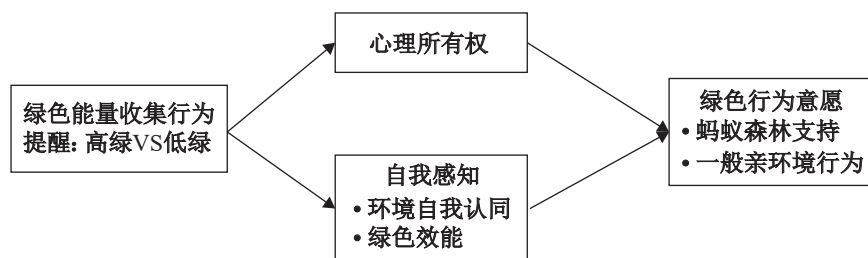 心理所有权
绿色能量收集行为
提醒: 高绿VS低绿
绿色行为意愿
• 蚂蚁森林支持
• 一般亲环境行为
自我感知
• 环境自我认同
• 绿色效能